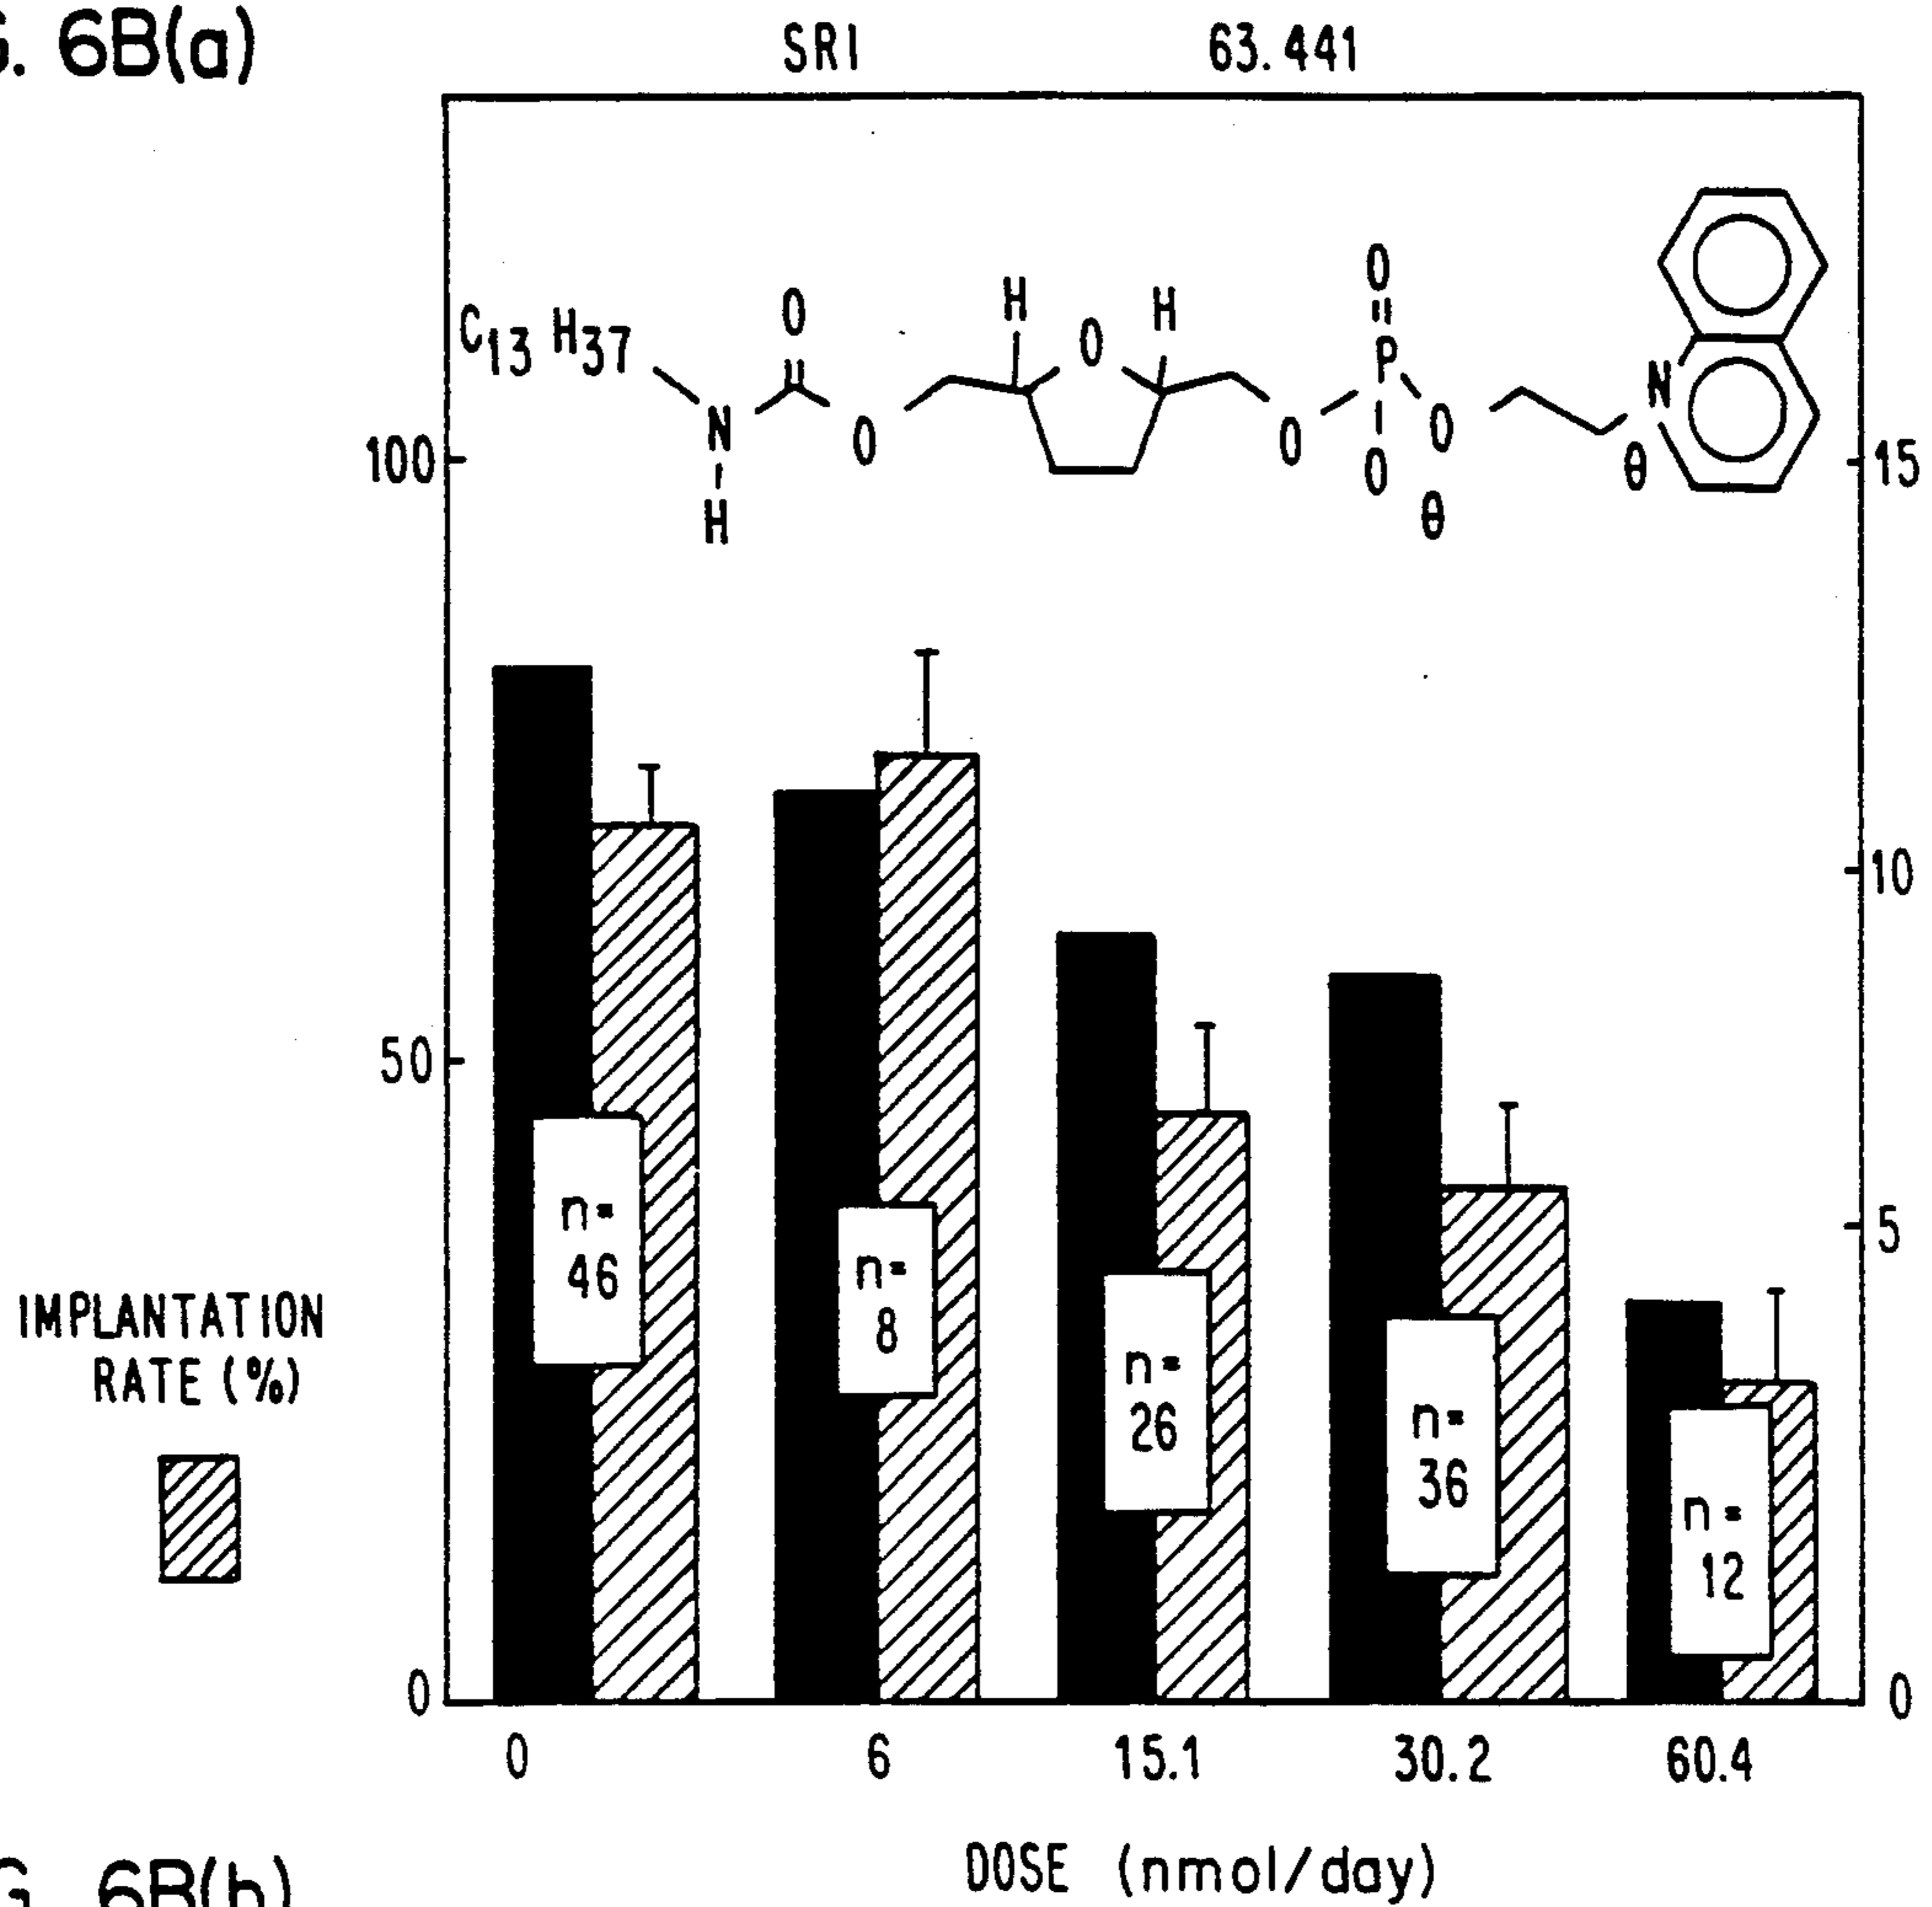 G. 6B(a)
SRI 63.441
C13 H37
O
H
O
H
O
P
N
N
H
O
O
O
O
θ
θ
100
15
10
50
5
n=
46
n=
8
n=
26
n=
36
n=
12
IMPLANTATION
RATE (%)
0
0
0 6 15.1 30.2 60.4
DOSE (nmol/day)
G. 6B(b)